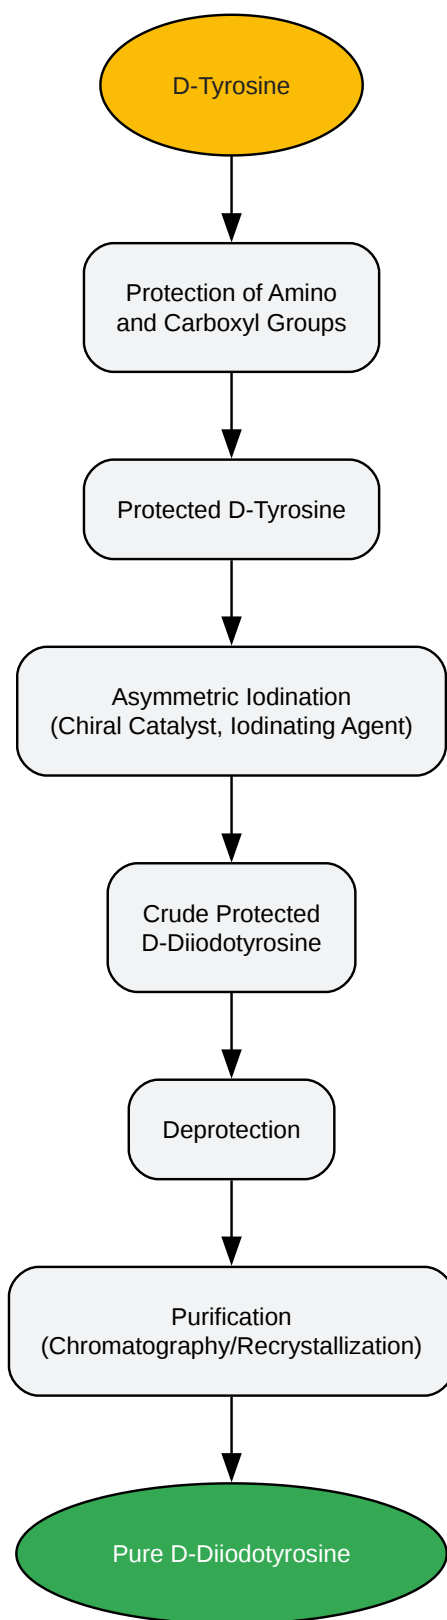 D-Tyrosine
Protection of Amino
and Carboxyl Groups
Protected D-Tyrosine
Asymmetric Iodination
(Chiral Catalyst, Iodinating Agent)
Crude Protected
D-Diiodotyrosine
Deprotection
Purification
(Chromatography/Recrystallization)
Pure D-Diiodotyrosine